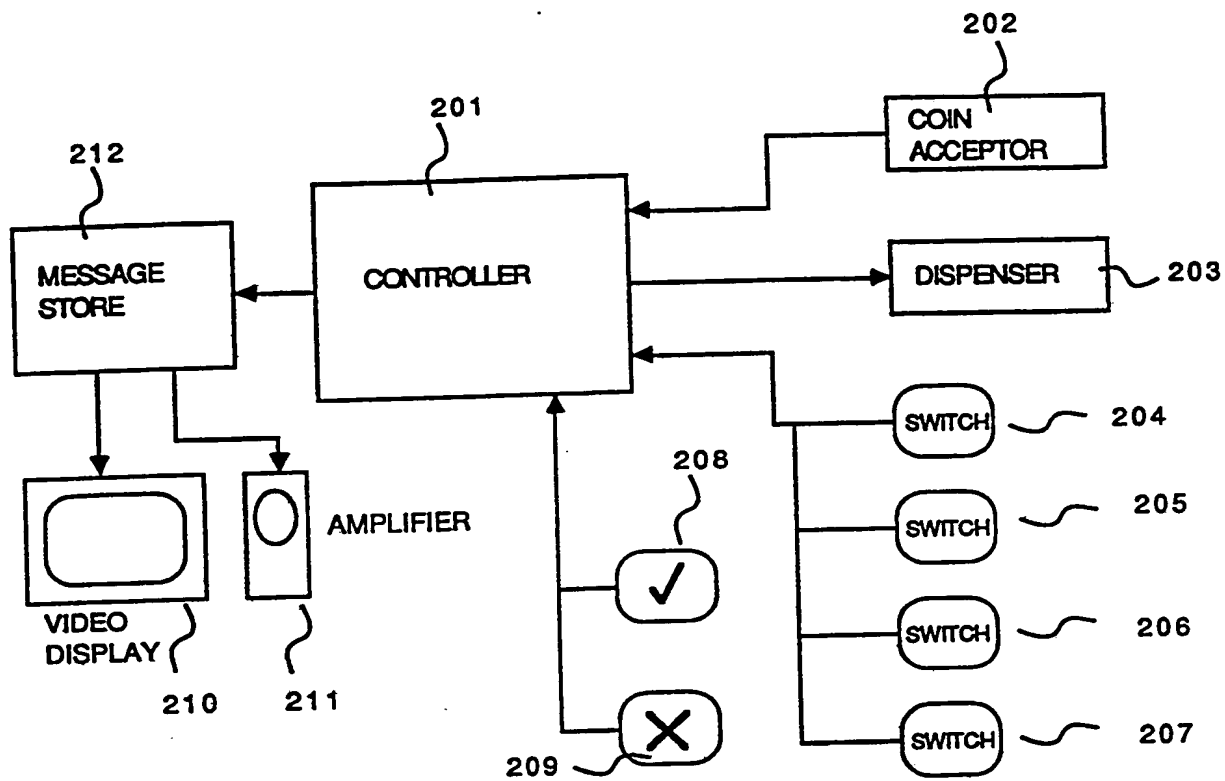 202
201
COIN
ACCEPTOR
212
MESSAGE
STORE
CONTROLLER
DISPENSER
203
SWITCH
204
208
AMPLIFIER
SWITCH
205
VIDEO
DISPLAY
SWITCH
206
210
211
209
SWITCH
207